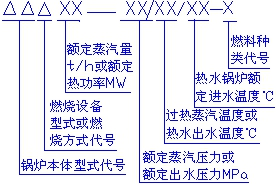 △△△ XX — XX/XX/XX-X
额定蒸汽量
t/h或额定
热功率MW
燃料种
类代号
热水锅炉额
定进水温度℃
燃烧设备
型式或燃
烧方式代号
过热蒸汽温度或
热水出水温度℃
锅炉本体型式代号
额定蒸汽压力或
额定出水压力MPa